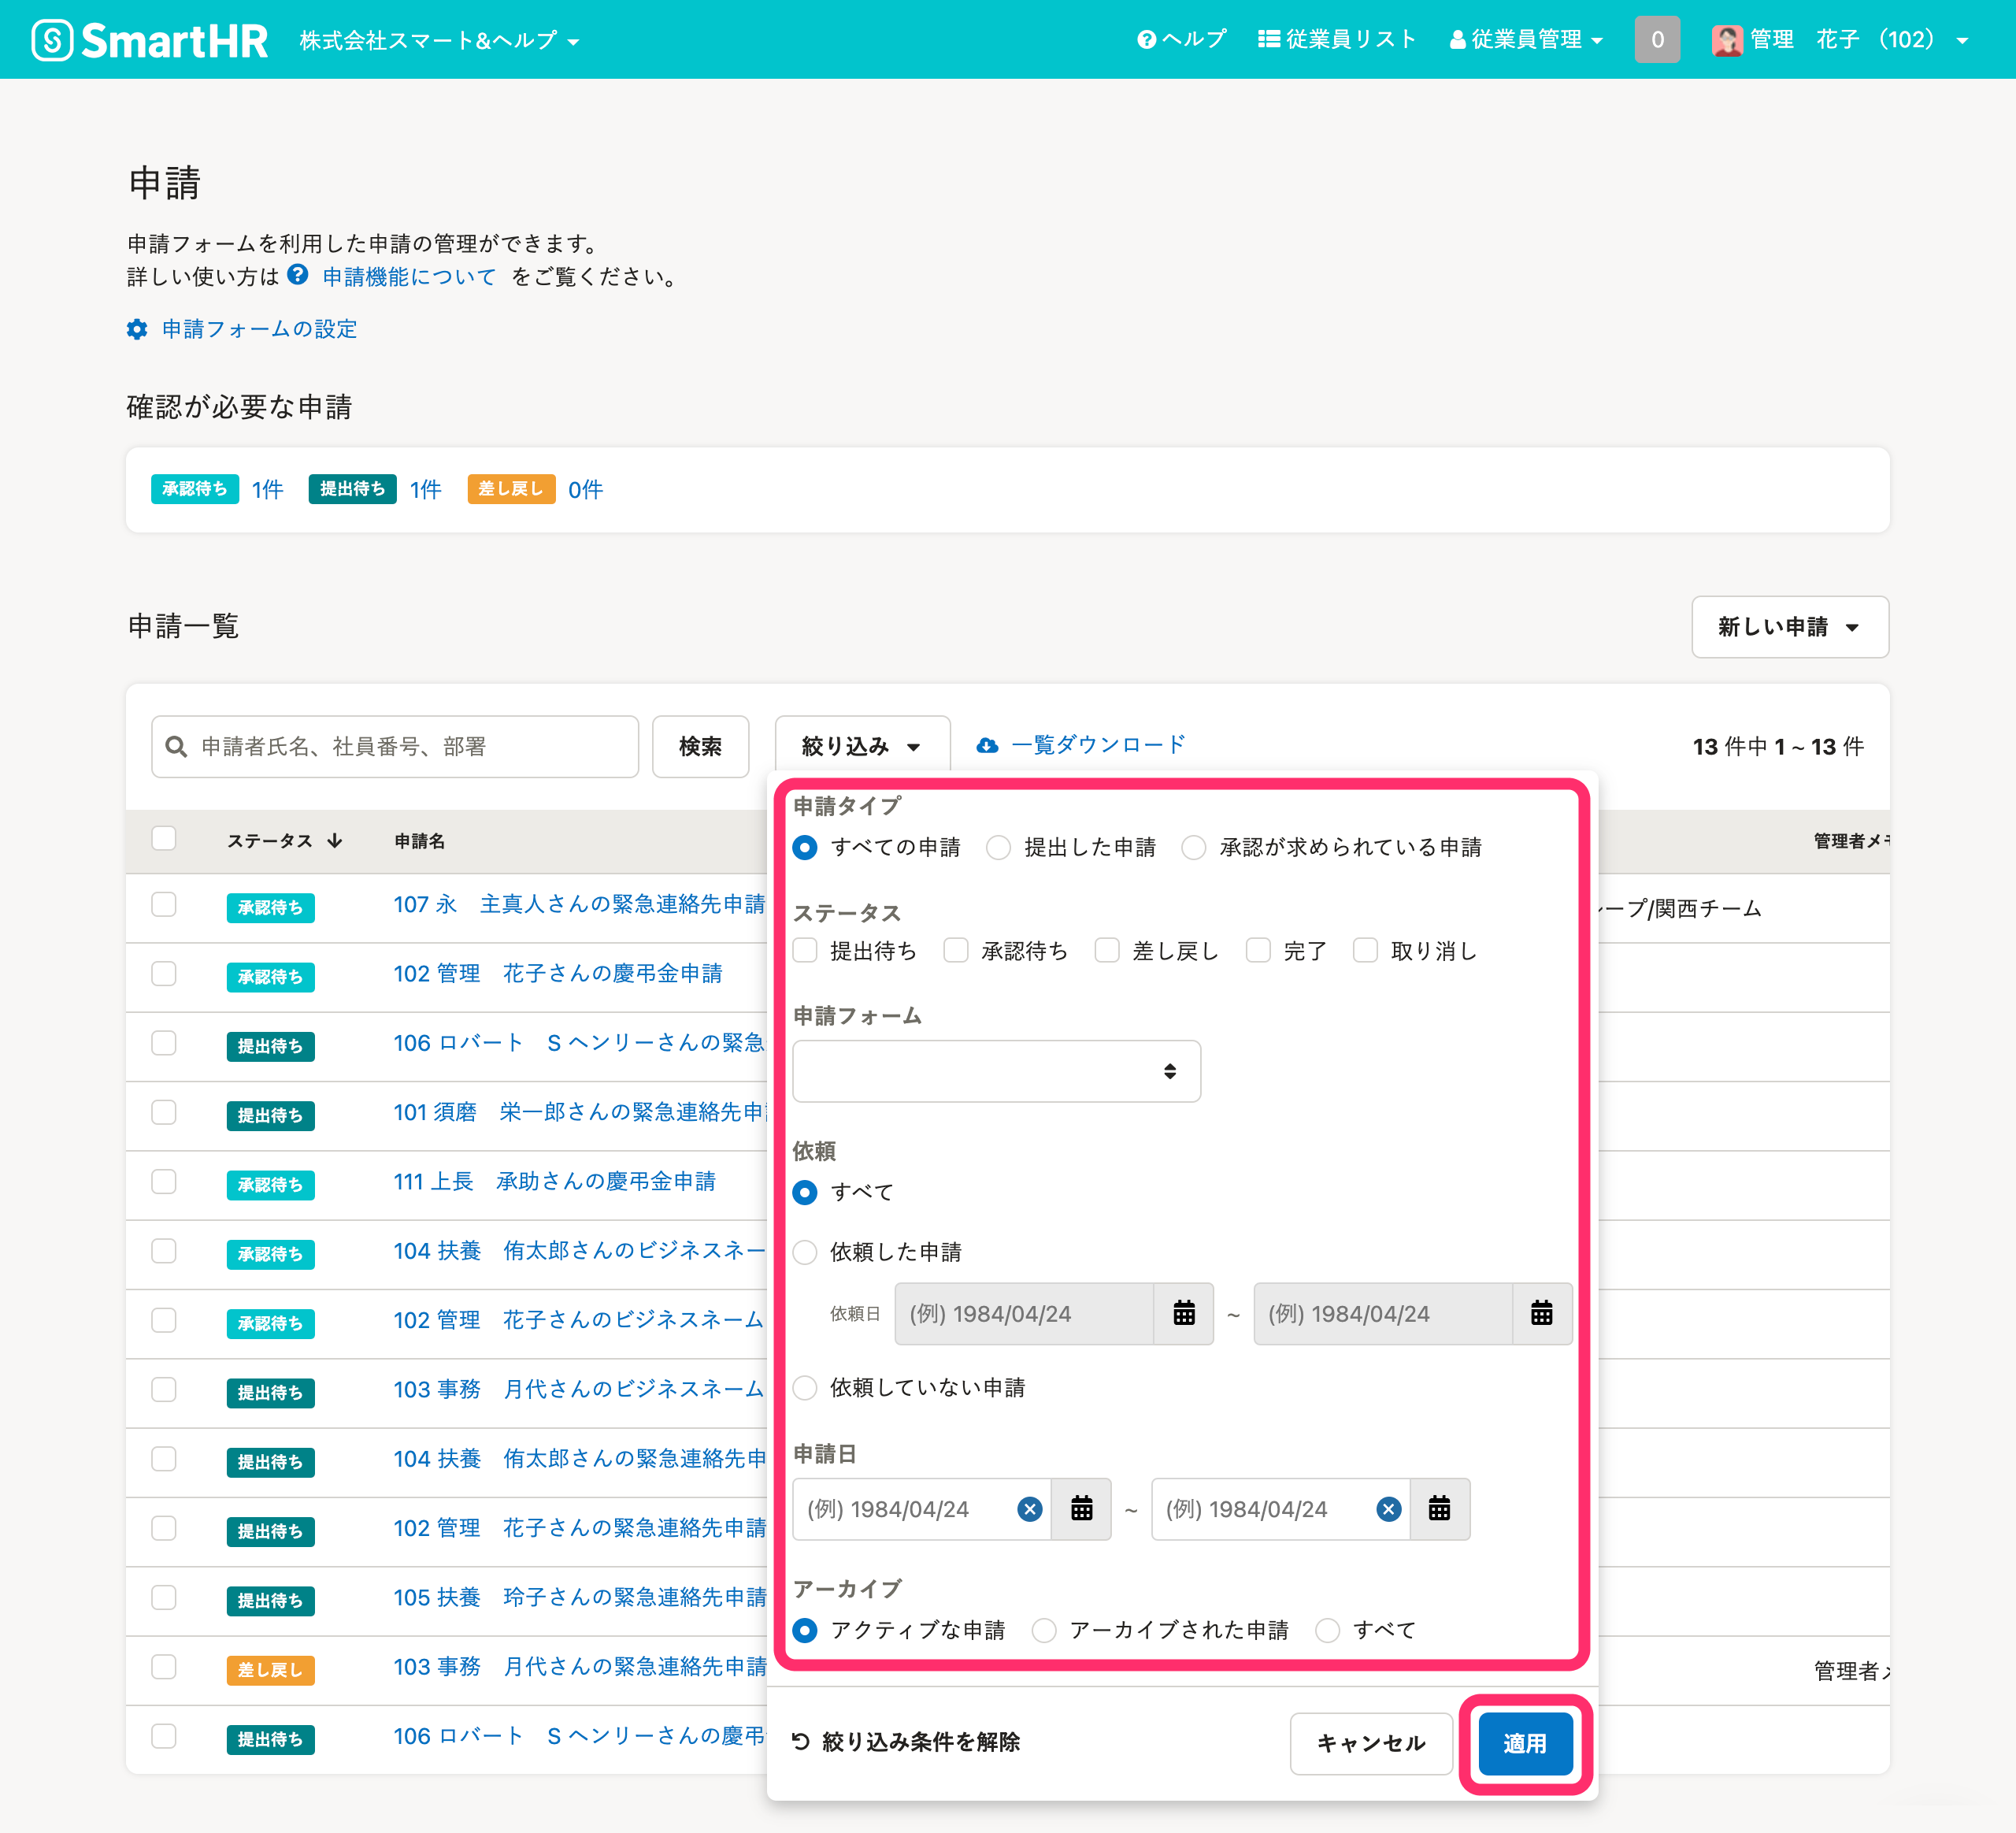 SmartHR 株式会社スマート&ヘルプ ヘルプ 従業員リスト 従業員管理 0 管理 花子 (102)
申請
申請フォームを利用した申請の管理ができます。
詳しい使い方は 申請機能について をご覧ください。
申請フォームの設定
確認が必要な申請
承認待ち 1件 提出待ち 1件 差し戻し 0件
申請一覧 新しい申請
申請者氏名、社員番号、部署 検索 絞り込み 一覧ダウンロード 13 件中 1 ~ 13 件
ステータス 申請名 管理者メモ
承認待ち 107 永 主真人さんの緊急連絡先申請 ループ/関西チーム
承認待ち 102 管理 花子さんの慶弔金申請
提出待ち 106 ロバート S ヘンリーさんの緊急
提出待ち 101 須磨 栄一郎さんの緊急連絡先申
承認待ち 111 上長 承助さんの慶弔金申請
承認待ち 104 扶養 侑太郎さんのビジネスネー
承認待ち 102 管理 花子さんのビジネスネーム
提出待ち 103 事務 月代さんのビジネスネーム
提出待ち 104 扶養 侑太郎さんの緊急連絡先申
提出待ち 102 管理 花子さんの緊急連絡先申請
提出待ち 105 扶養 玲子さんの緊急連絡先申請
差し戻し 103 事務 月代さんの緊急連絡先申請 管理者メ
提出待ち 106 ロバート S ヘンリーさんの慶弔
申請タイプ
すべての申請 提出した申請 承認が求められている申請
ステータス
提出待ち 承認待ち 差し戻し 完了 取り消し
申請フォーム
依頼
すべて
依頼した申請
依頼日 (例) 1984/04/24 ~ (例) 1984/04/24
依頼していない申請
申請日
(例) 1984/04/24 ~ (例) 1984/04/24
アーカイブ
アクティブな申請 アーカイブされた申請 すべて
絞り込み条件を解除 キャンセル 適用